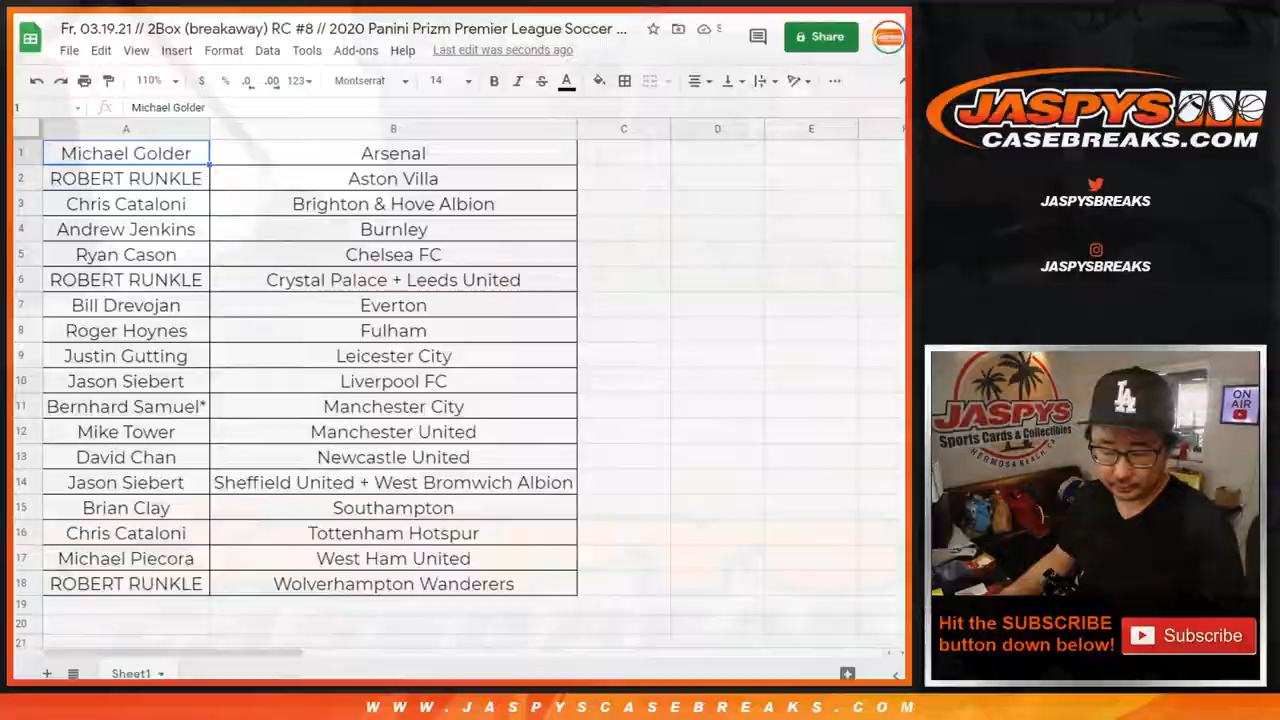 Fr, 03.19.21 // 2Box (breakaway) RC #8 // 2020 Panini Prizm Premier League Soccer ...
File Edit View Insert Format Data Tools Add-ons Help Last edit was seconds ago
Share
110% $ % .0 .00 123 Montserrat 14 B I S A ...
1 fx Michael Golder
A B C D E
1 Michael Golder Arsenal
2 ROBERT RUNKLE Aston Villa
3 Chris Cataloni Brighton & Hove Albion
4 Andrew Jenkins Burnley
5 Ryan Cason Chelsea FC
6 ROBERT RUNKLE Crystal Palace + Leeds United
7 Bill Drevojan Everton
8 Roger Hoynes Fulham
9 Justin Gutting Leicester City
10 Jason Siebert Liverpool FC
11 Bernhard Samuel* Manchester City
12 Mike Tower Manchester United
13 David Chan Newcastle United
14 Jason Siebert Sheffield United + West Bromwich Albion
15 Brian Clay Southampton
16 Chris Cataloni Tottenham Hotspur
17 Michael Piecora West Ham United
18 ROBERT RUNKLE Wolverhampton Wanderers
19
20
21
Sheet1
JASPYS
CASEBREAKS.COM
JASPYSBREAKS
JASPYSBREAKS
JASPYS
Sports Cards & Collectibles
HERMOSA BEACH, CA
LA
ON
AIR
Hit the SUBSCRIBE
button down below!
Subscribe
WWW.JASPYSCASEBREAKS.COM